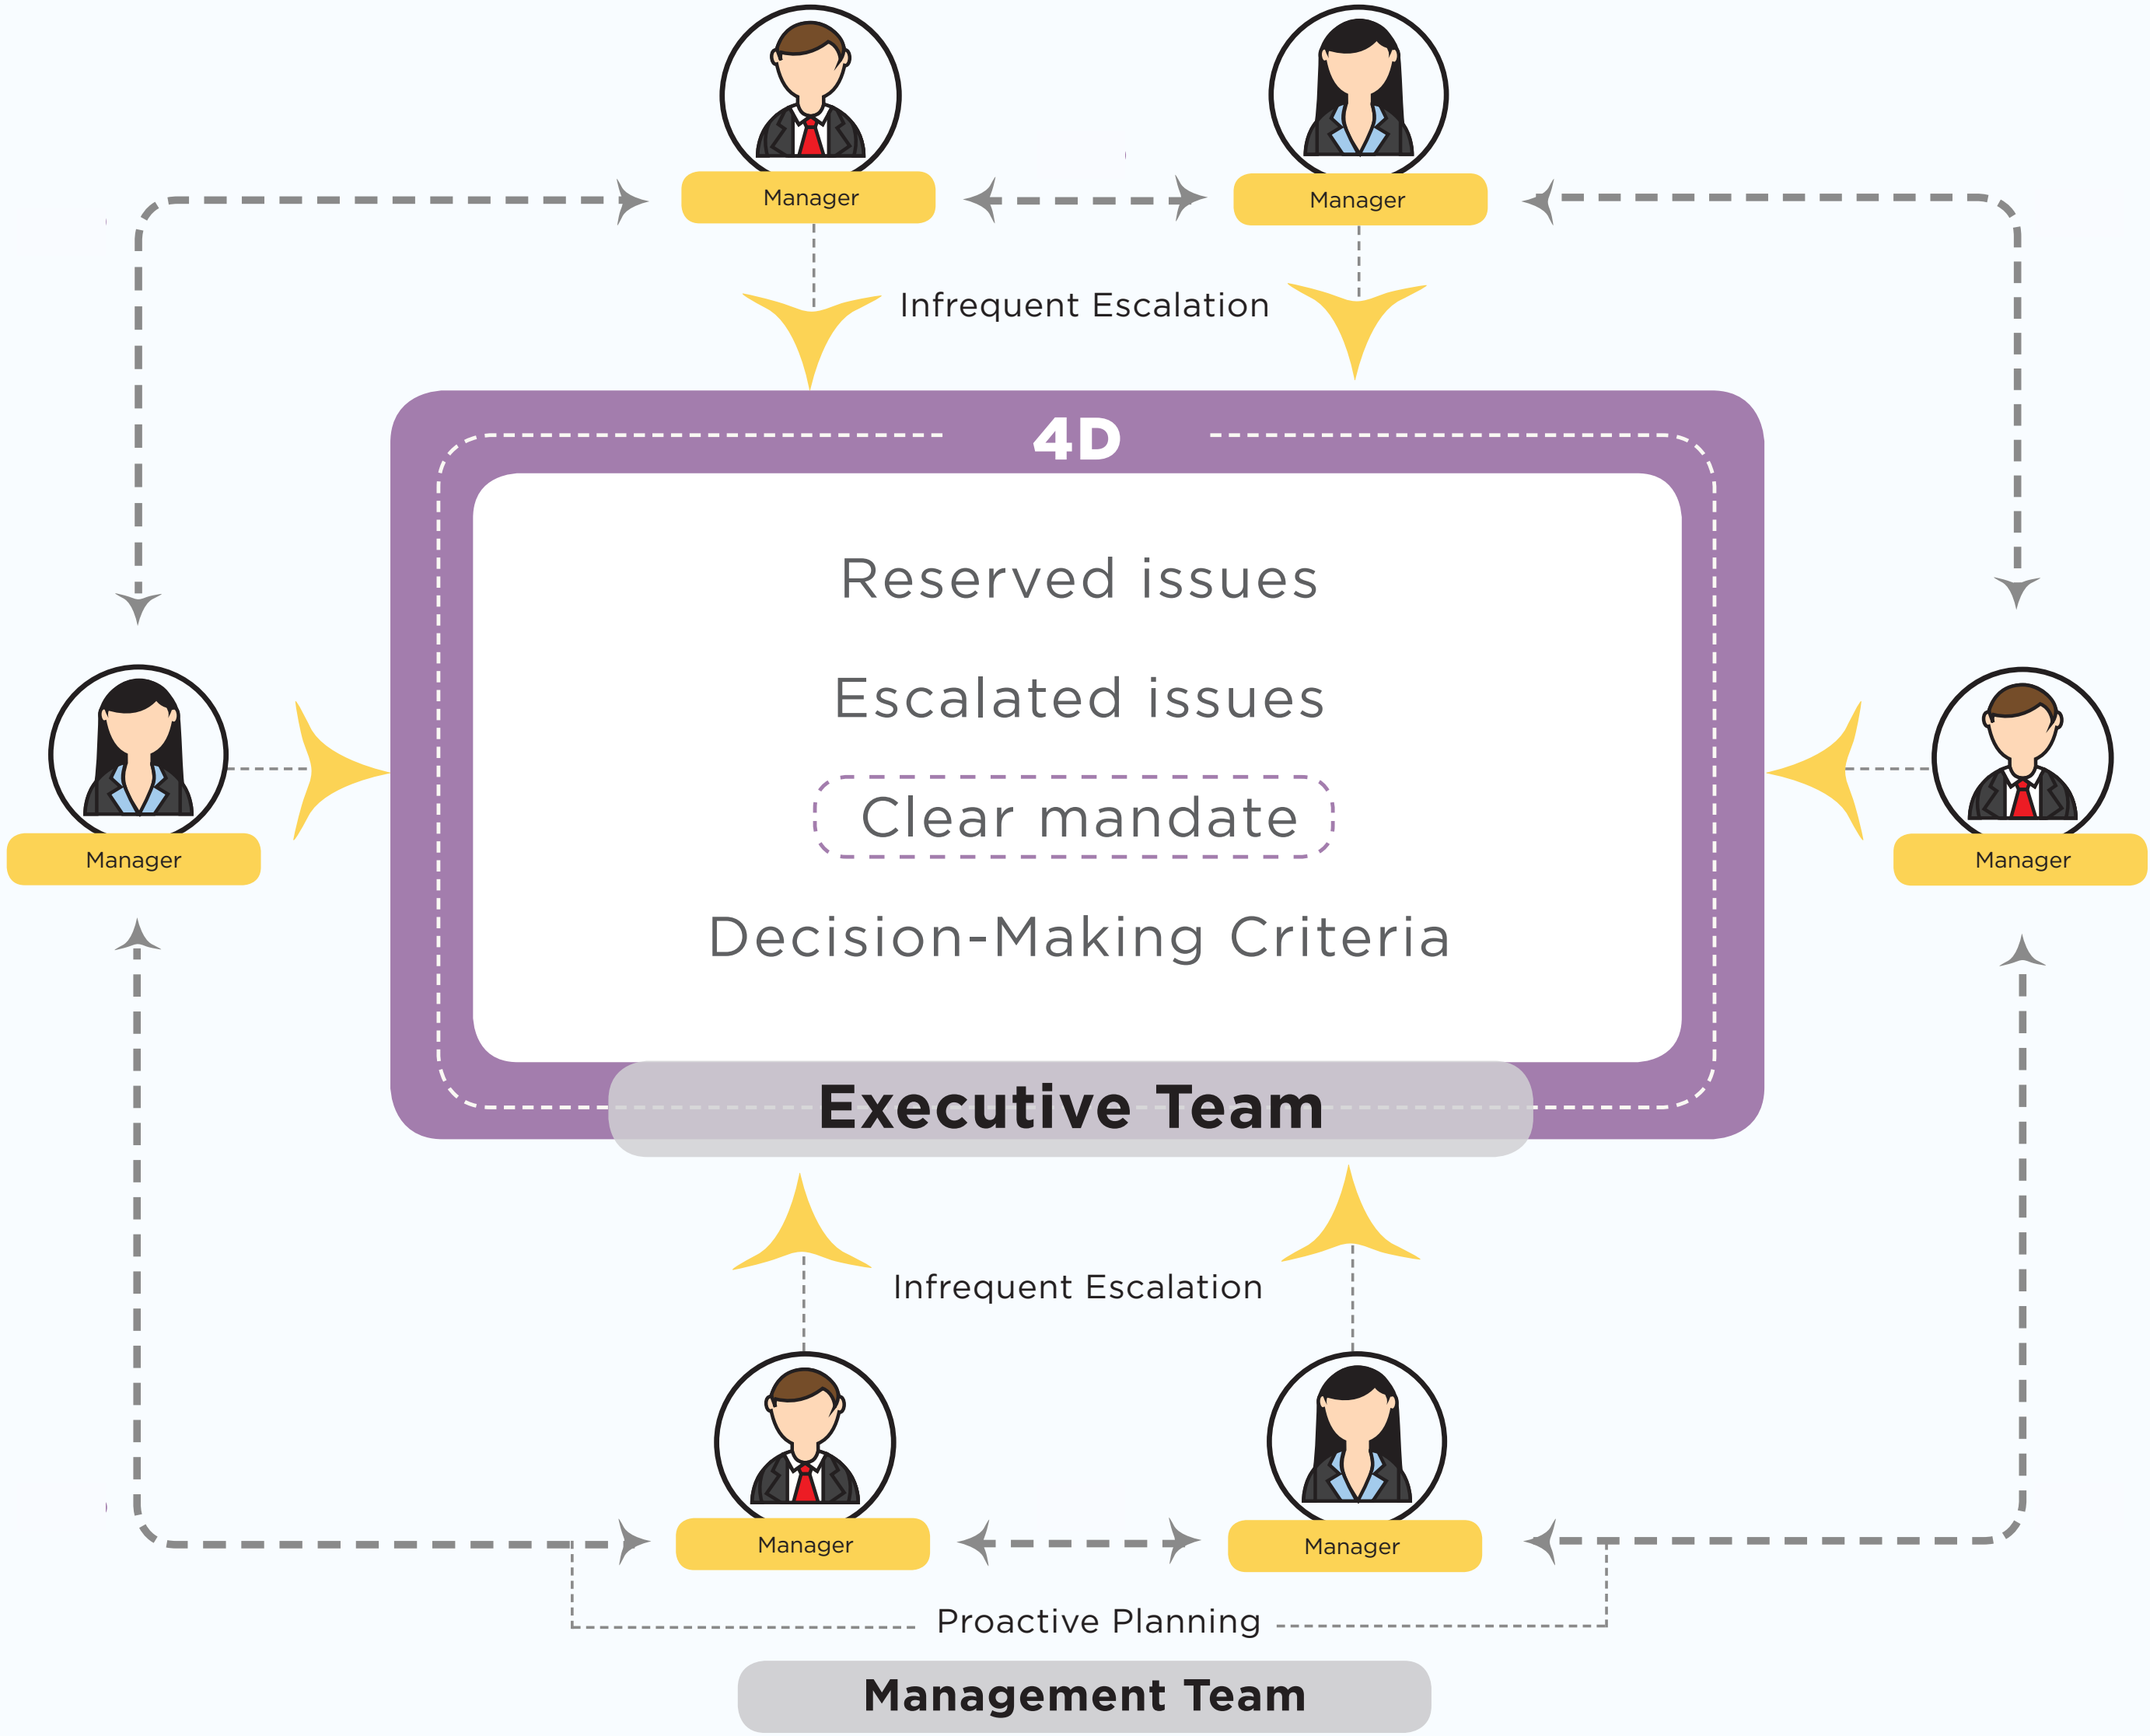 Manager
Manager
Infrequent Escalation
4D
Reserved issues
Escalated issues
Clear mandate
Decision-Making Criteria
Manager
Manager
Executive Team
Infrequent Escalation
Manager
Manager
Proactive Planning
Management Team